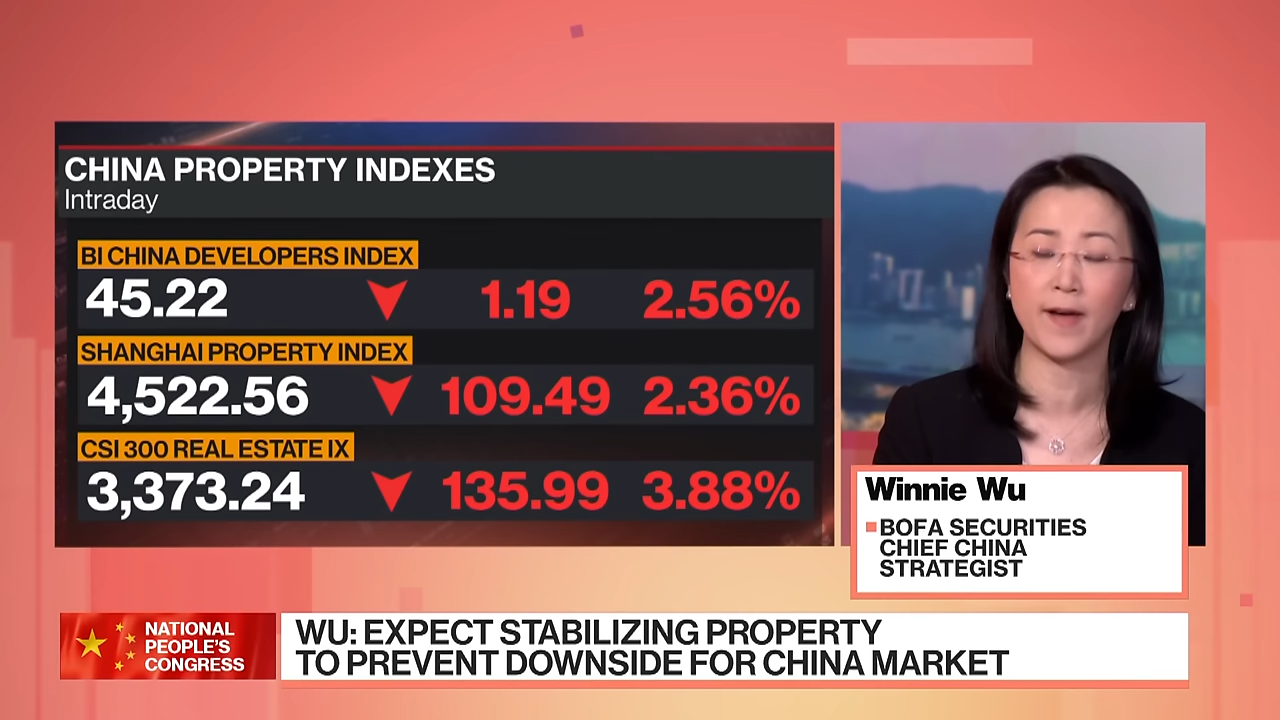 CHINA PROPERTY INDEXES
Intraday
BI CHINA DEVELOPERS INDEX
45.22 1.19 2.56%
SHANGHAI PROPERTY INDEX
4,522.56 109.49 2.36%
CSI 300 REAL ESTATE IX
3,373.24 135.99 3.88%
Winnie Wu
BOFA SECURITIES
CHIEF CHINA
STRATEGIST
NATIONAL
PEOPLE'S
CONGRESS
WU: EXPECT STABILIZING PROPERTY
TO PREVENT DOWNSIDE FOR CHINA MARKET